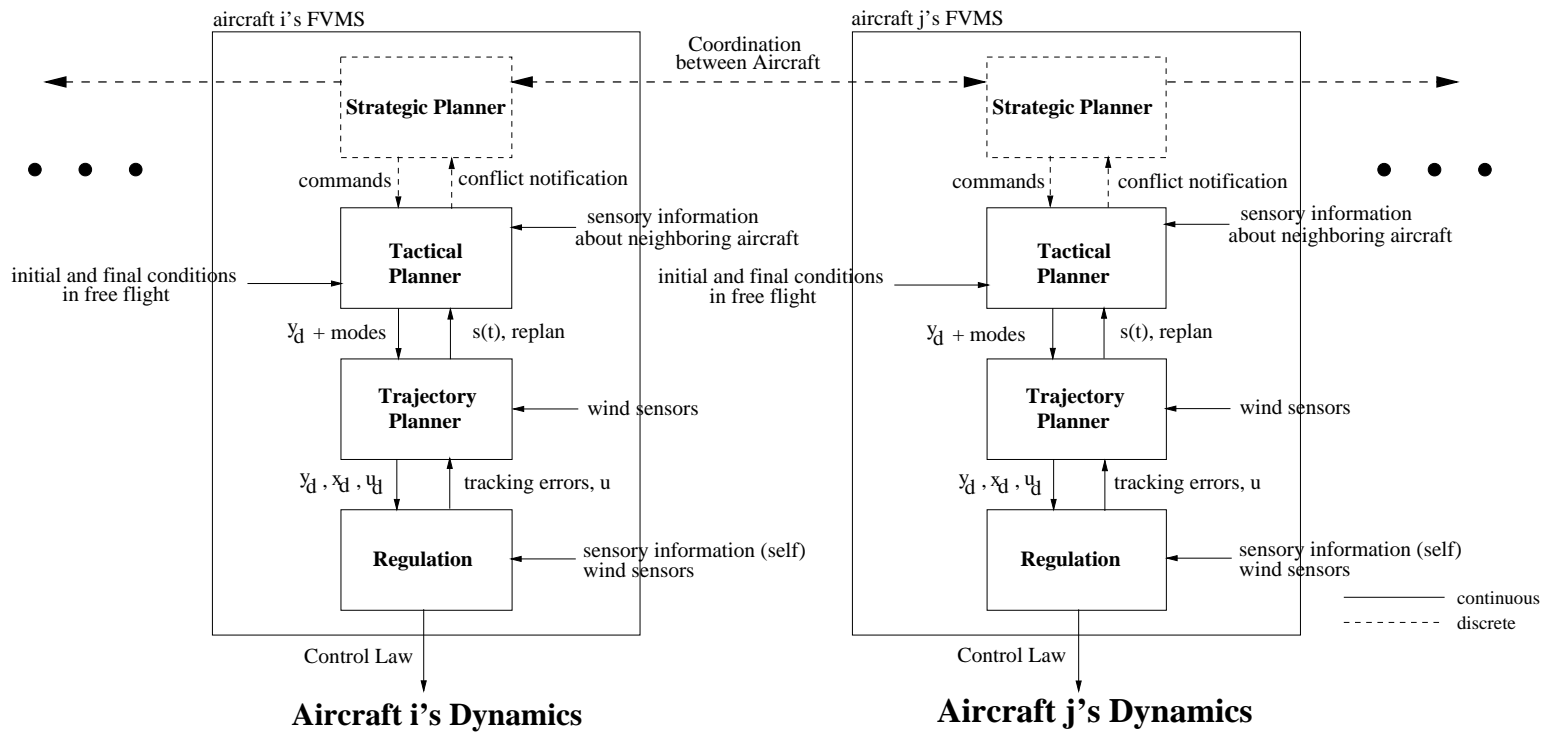 aircraft i's FVMS
aircraft j's FVMS
Coordination
between Aircraft
Strategic Planner
Strategic Planner
commands
conflict notification
commands
conflict notification
sensory information
about neighboring aircraft
sensory information
about neighboring aircraft
Tactical
Planner
Tactical
Planner
initial and final conditions
in free flight
initial and final conditions
in free flight
y_d + modes
s(t), replan
y_d + modes
s(t), replan
Trajectory
Planner
Trajectory
Planner
wind sensors
wind sensors
y_d , x_d , u_d
tracking errors, u
y_d , x_d , u_d
tracking errors, u
Regulation
Regulation
sensory information (self)
wind sensors
sensory information (self)
wind sensors
continuous
discrete
Control Law
Control Law
Aircraft i's Dynamics
Aircraft j's Dynamics